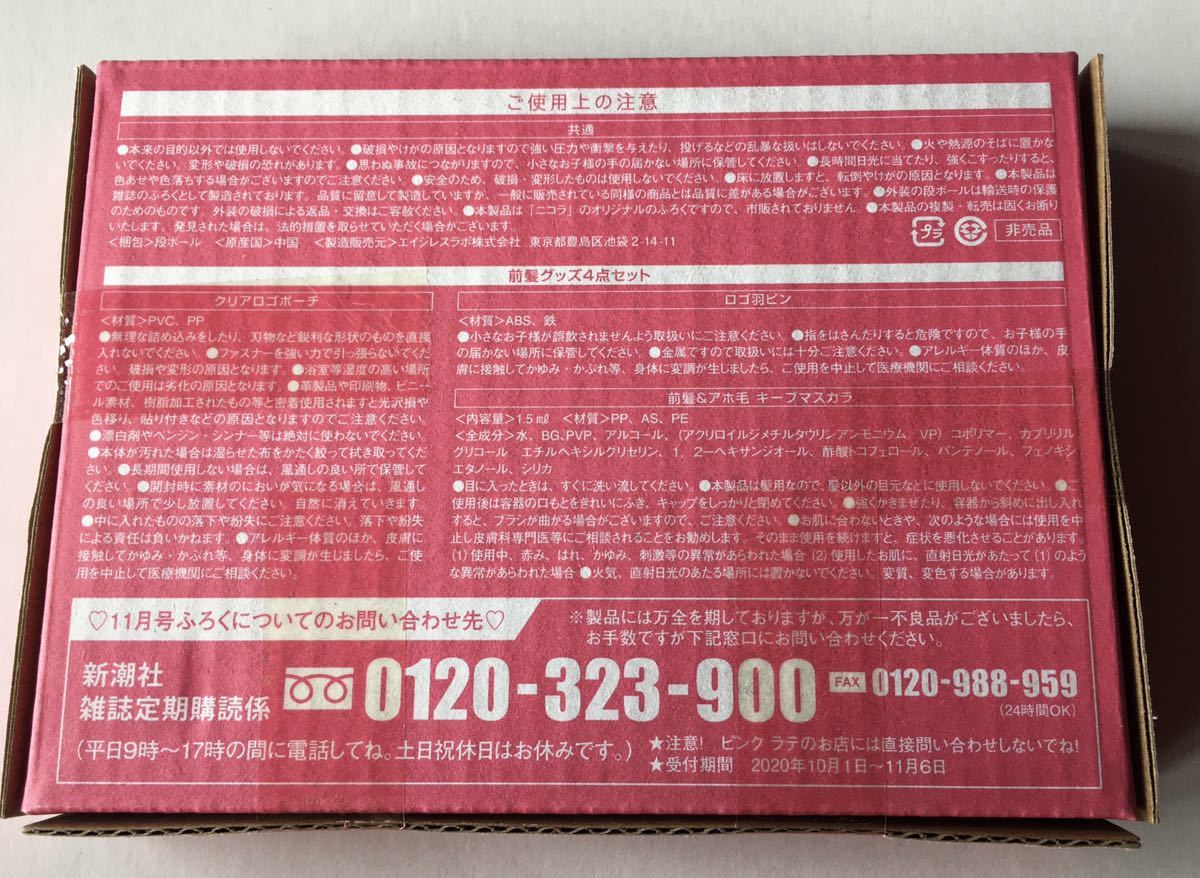 ご使用上の注意
共通
●本来の目的以外では使用しないでください。●破損やけがの原因となりますので強い圧力や衝撃を与えたり、投げるなどの乱暴な扱いはしないでください。●火や熱源のそばに置かな
いでください。変形や破損の恐れがあります。●思わぬ事故につながりますので、小さなお子様の手の届かない場所に保管してください。●長時間日光に当てたり、強くこすったりすると、
色あせや色落ちする場合がございますのでご注意ください。●安全のため、破損・変形したものは使用しないでください。●床に放置しますと、転倒やけがの原因となります。●本製品は
雑誌のふろくとして製造されております。品質に留意して製造していますが、一般に販売されている同様の商品とは品質に差がある場合がございます。●外装の段ボールは輸送時の保護
のためのものです。外装の破損による返品・交換はご容赦ください。●本製品は「ニコラ」のオリジナルのふろくですので、市販されておりません。●本製品の複製・転売は固くお断り
いたします。発見された場合は、法的措置を取らせていただく場合がございます。
<梱包>段ボール <原産国>中国 <製造販売元>エイジレスラボ株式会社 東京都豊島区池袋2-14-11
プラ
非売品
前髪グッズ4点セット
クリアロゴポーチ
<材質>PVC、PP
●無理な詰め込みをしたり、刃物など鋭利な形状のものを直接
入れないでください。●ファスナーを強い力で引っ張らないでくだ
さい。破損や変形の原因となります。●浴室等湿度の高い場所
でのご使用は劣化の原因となります。●革製品や印刷物、ビニー
ル素材、樹脂加工されたもの等と密着使用されますと光沢損や
色移り、貼り付きなどの原因となりますのでご注意ください。
●漂白剤やベンジン・シンナー等は絶対に使わないでください。
●本体が汚れた場合は湿らせた布をかたく絞って拭き取ってくだ
さい。●長期間使用しない場合は、風通しの良い所で保管して
ください。●開封時に素材のにおいが気になる場合は、風通し
の良い場所で少し放置してください。自然に消えていきます。
●中に入れたものの落下や紛失にご注意ください。落下や紛失
による責任は負いかねます。●アレルギー体質のほか、皮膚に
接触してかゆみ・かぶれ等、身体に変調が生じましたら、ご使
用を中止して医療機関にご相談ください。
ロゴ羽ピン
<材質>ABS、鉄
●小さなお子様が誤飲されませんよう取扱いにご注意ください。●指をはさんだりすると危険ですので、お子様の手
の届かない場所に保管してください。●金属ですので取扱いには十分ご注意ください。●アレルギー体質のほか、皮
膚に接触してかゆみ・かぶれ等、身体に変調が生じましたら、ご使用を中止して医療機関にご相談ください。
前髪&アホ毛 キープマスカラ
<内容量>1.5㎖ <材質>PP、AS、PE
<全成分>水、BG、PVP、アルコール、(アクリロイルジメチルタウリンアンモニウム/VP)コポリマー、カプリリル
グリコール、エチルヘキシルグリセリン、1, 2-ヘキサンジオール、酢酸トコフェロール、パンテノール、フェノキシ
エタノール、シリカ
●目に入ったときは、すぐに洗い流してください。●本製品は髪用なので、髪以外の目元などに使用しないでください。●ご
使用後は容器の口もとをきれいにふき、キャップをしっかりと閉めてください。●強くかきまぜたり、容器から斜めに出し入れ
すると、ブラシが曲がる場合がございますので、ご注意ください。●お肌に合わないときや、次のような場合には使用を中
止し皮膚科専門医等にご相談されることをお勧めします。そのまま使用を続けますと、症状を悪化させることがあります。
(1)使用中、赤み、はれ、かゆみ、刺激等の異常があらわれた場合(2)使用したお肌に、直射日光があたって(1)のよう
な異常があらわれた場合 ●火気、直射日光のあたる場所には置かないでください。変質、変色する場合があります。
♡11月号ふろくについてのお問い合わせ先♡
※製品には万全を期しておりますが、万が一不良品がございましたら、
お手数ですが下記窓口にお問い合わせください。
新潮社
雑誌定期購読係
0120-323-900
FAX 0120-988-959
(24時間OK)
(平日9時〜17時の間に電話してね。土日祝休日はお休みです。)
★注意! ピンク ラテのお店には直接問い合わせしないでね!
★受付期間 2020年10月1日〜11月6日